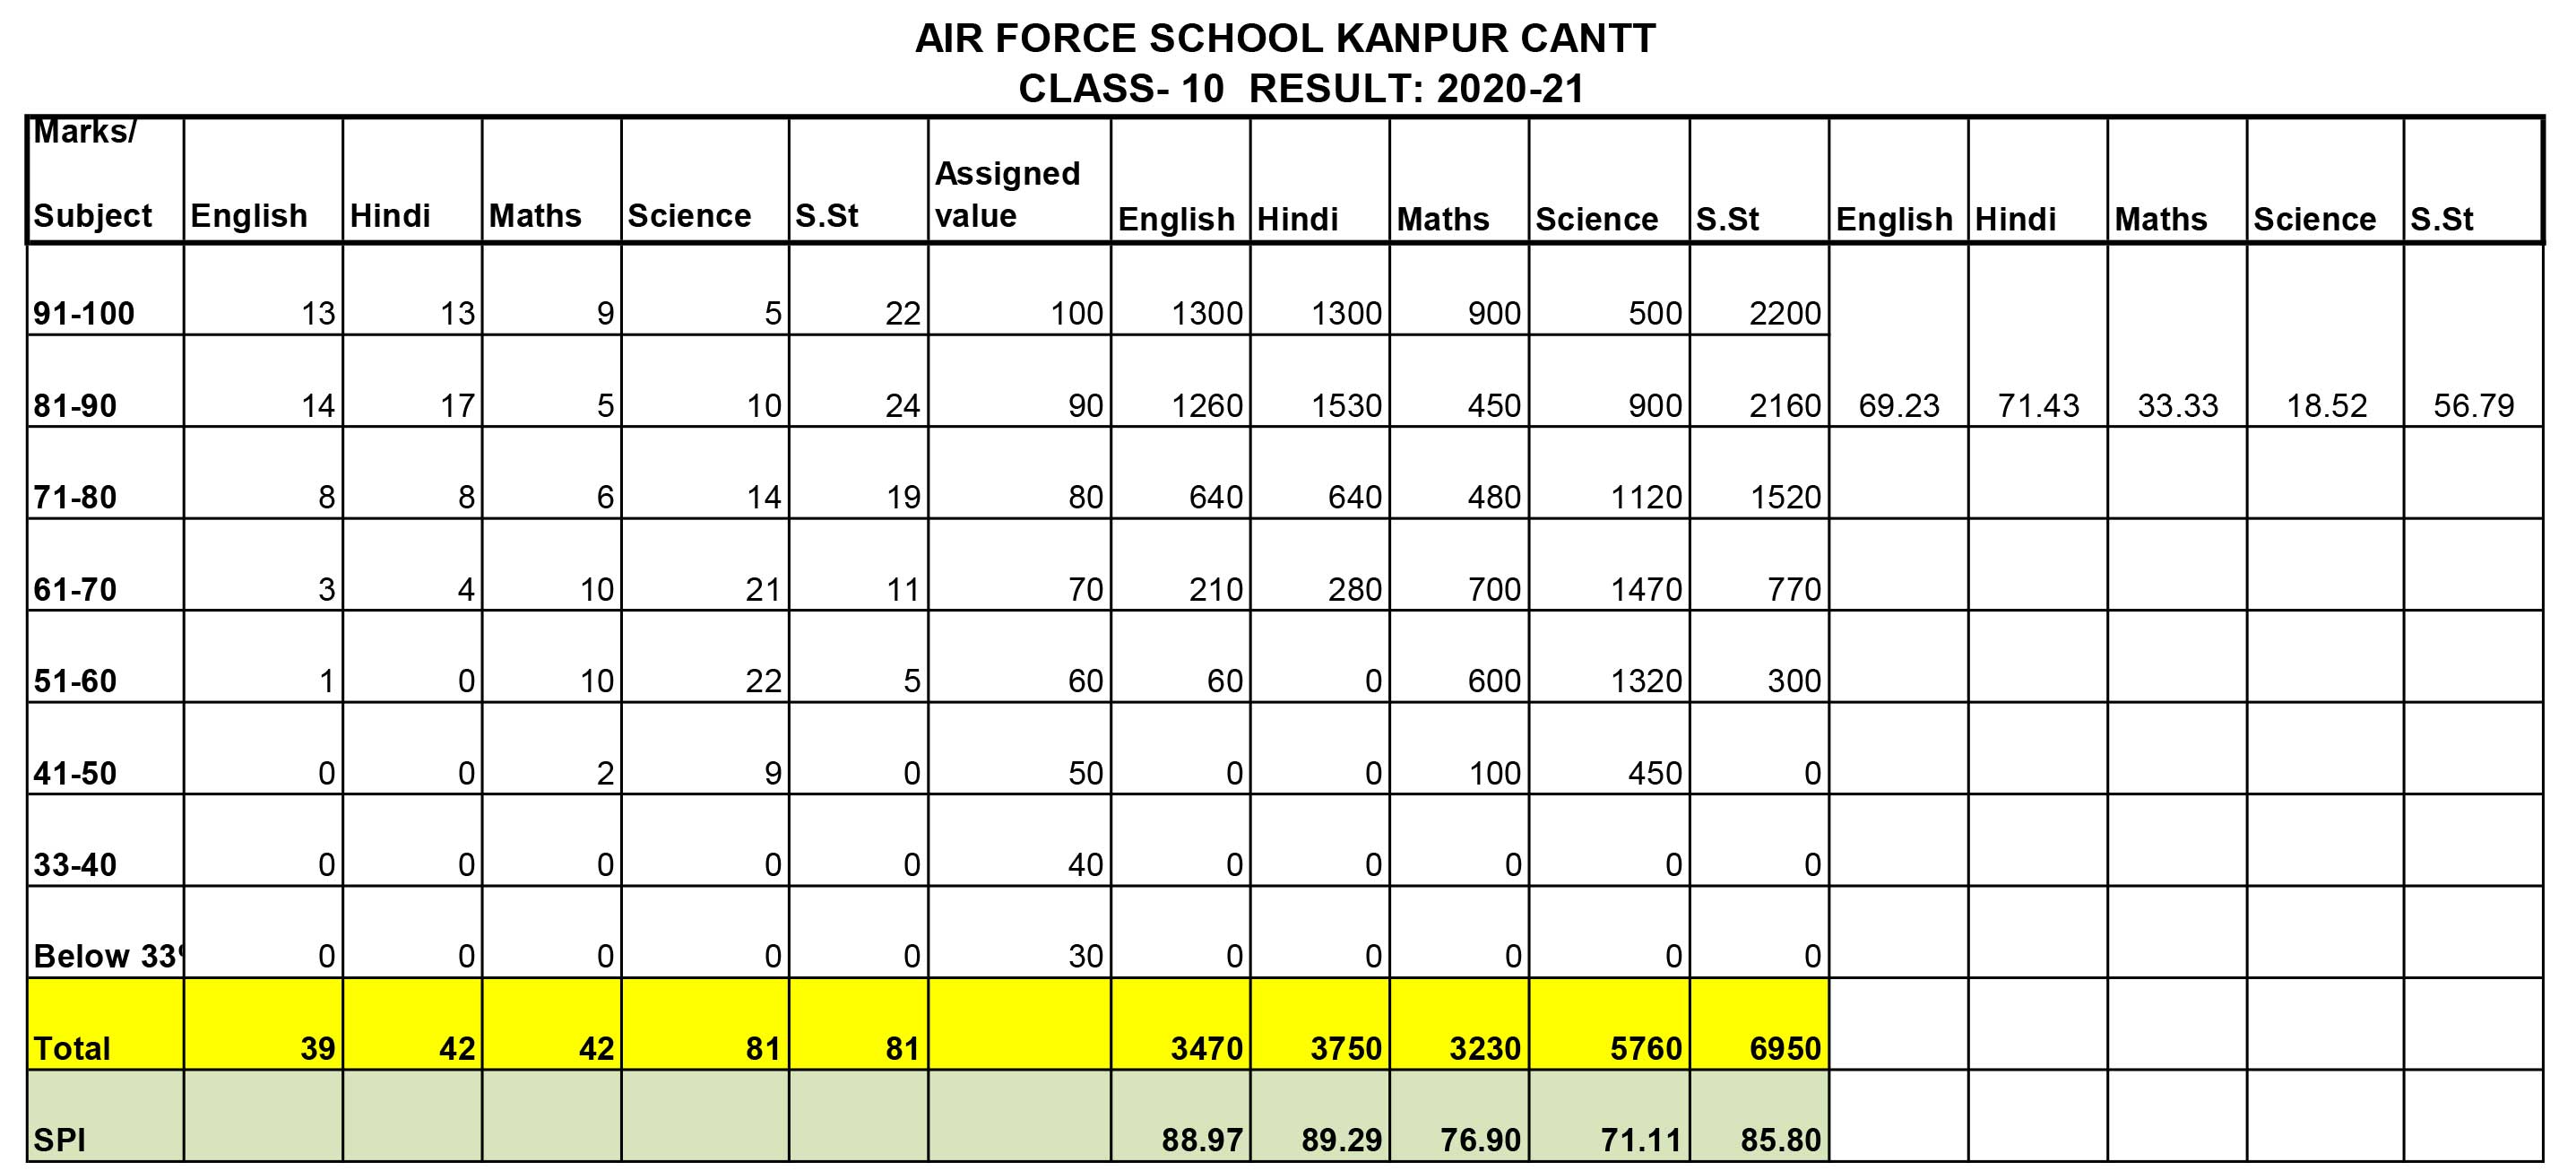 AIR FORCE SCHOOL KANPUR CANTT
CLASS- 10 RESULT: 2020-21
Marks/
Subject English Hindi Maths Science S.St Assigned value English Hindi Maths Science S.St English Hindi Maths Science S.St
91-100 13 13 9 5 22 100 1300 1300 900 500 2200
81-90 14 17 5 10 24 90 1260 1530 450 900 2160 69.23 71.43 33.33 18.52 56.79
71-80 8 8 6 14 19 80 640 640 480 1120 1520
61-70 3 4 10 21 11 70 210 280 700 1470 770
51-60 1 0 10 22 5 60 60 0 600 1320 300
41-50 0 0 2 9 0 50 0 0 100 450 0
33-40 0 0 0 0 0 40 0 0 0 0 0
Below 33 0 0 0 0 0 30 0 0 0 0 0
Total 39 42 42 81 81 3470 3750 3230 5760 6950
SPI 88.97 89.29 76.90 71.11 85.80